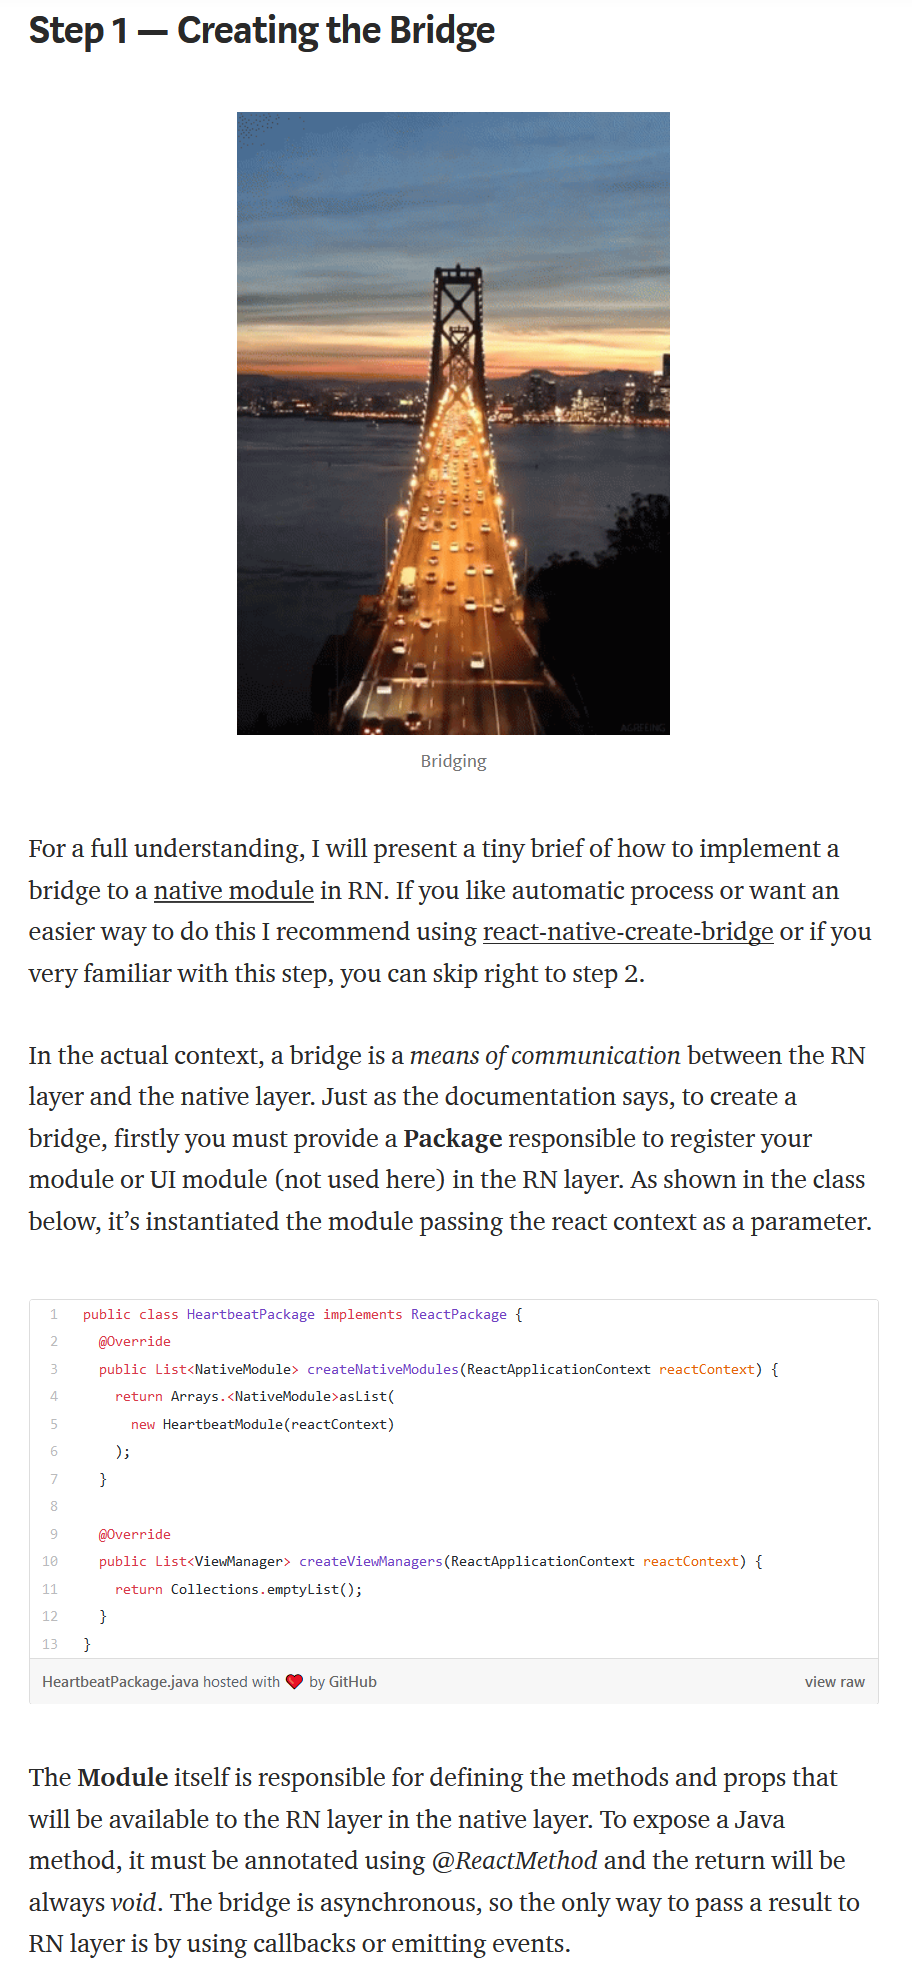 Step 1 — Creating the Bridge
Bridging
For a full understanding, I will present a tiny brief of how to implement a
bridge to a native module in RN. If you like automatic process or want an
easier way to do this I recommend using react-native-create-bridge or if you
very familiar with this step, you can skip right to step 2.
In the actual context, a bridge is a means of communication between the RN
layer and the native layer. Just as the documentation says, to create a
bridge, firstly you must provide a Package responsible to register your
module or UI module (not used here) in the RN layer. As shown in the class
below, it’s instantiated the module passing the react context as a parameter.
1 public class HeartbeatPackage implements ReactPackage {
2   @Override
3   public List<NativeModule> createNativeModules(ReactApplicationContext reactContext) {
4     return Arrays.<NativeModule>asList(
5       new HeartbeatModule(reactContext)
6     );
7   }
8
9   @Override
10   public List<ViewManager> createViewManagers(ReactApplicationContext reactContext) {
11     return Collections.emptyList();
12   }
13 }
HeartbeatPackage.java hosted with ❤ by GitHub view raw
The Module itself is responsible for defining the methods and props that
will be available to the RN layer in the native layer. To expose a Java
method, it must be annotated using @ReactMethod and the return will be
always void. The bridge is asynchronous, so the only way to pass a result to
RN layer is by using callbacks or emitting events.